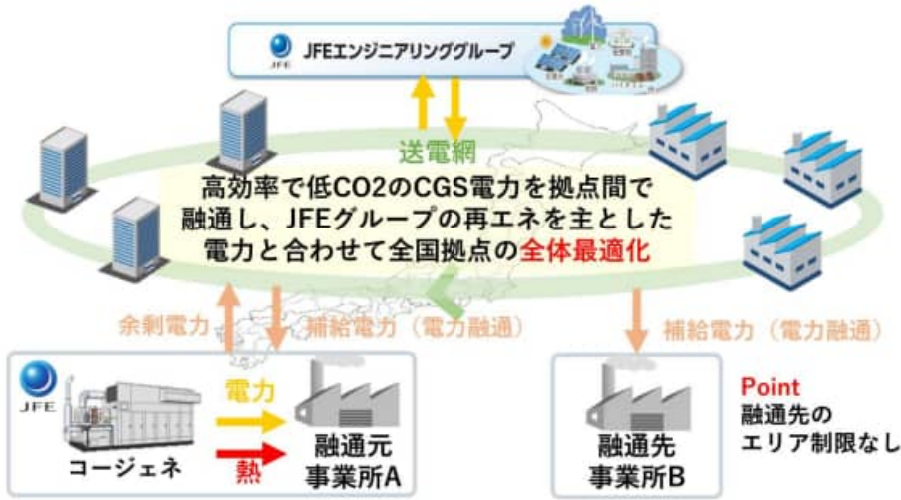 JFE JFEエンジニアリンググループ
送電網
高効率で低CO2のCGS電力を拠点間で
融通し、JFEグループの再エネを主とした
電力と合わせて全国拠点の全体最適化
余剰電力
補給電力（電力融通）
補給電力（電力融通）
JFE
コージェネ
電力
熱
融通元
事業所A
融通先
事業所B
Point
融通先の
エリア制限なし